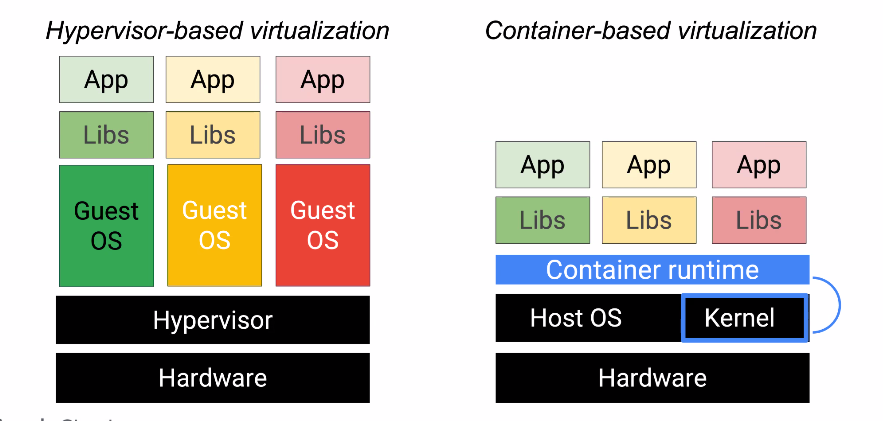 Hypervisor-based virtualization
App App App
Libs Libs Libs
Guest Guest Guest
OS OS OS
Hypervisor
Hardware
Container-based virtualization
App App App
Libs Libs Libs
Container runtime
Host OS Kernel
Hardware